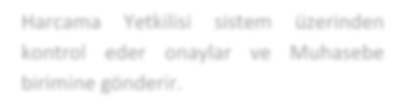 Harcama Yetkilisi sistem üzerinden
kontrol eder onaylar ve Muhasebe
birimine gönderir.